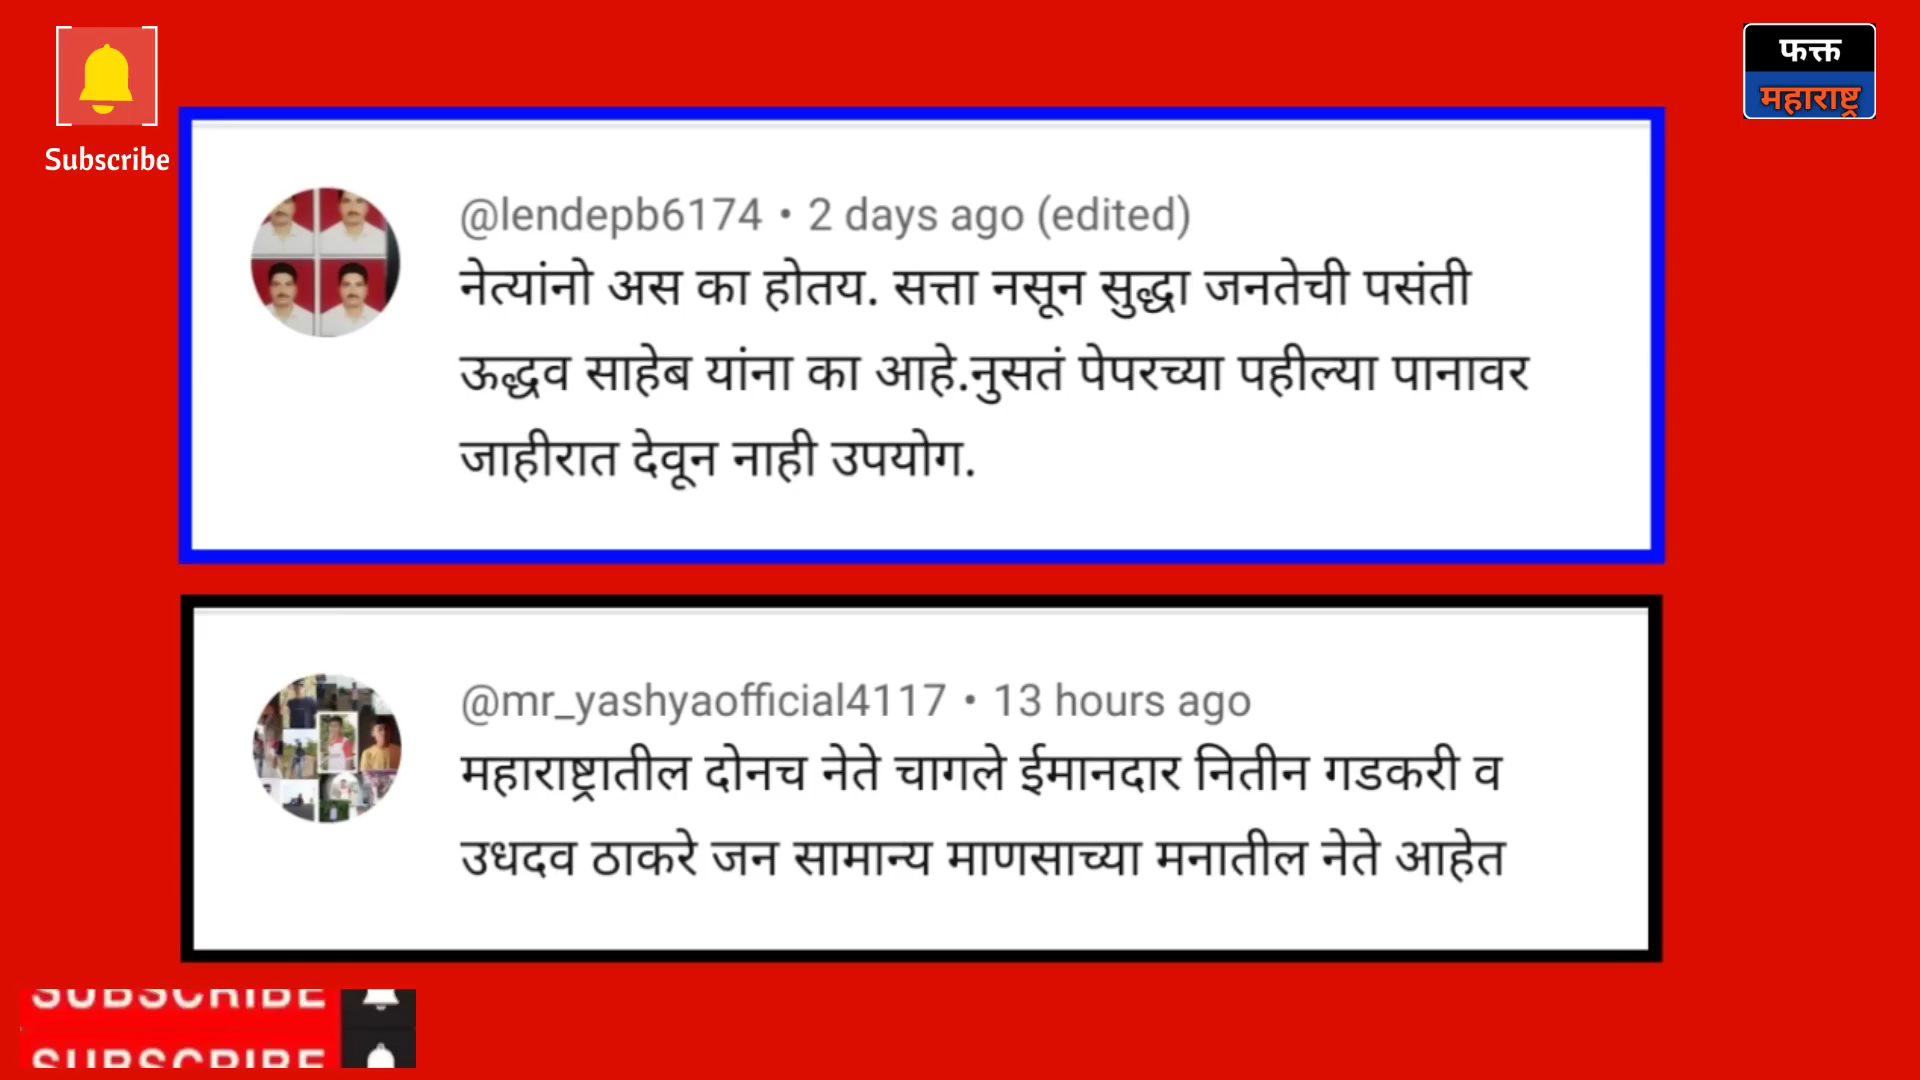 Subscribe
फक्त
महाराष्ट्र
@lendepb6174 • 2 days ago (edited)
नेत्यांनो अस का होतय. सत्ता नसून सुद्धा जनतेची पसंती
ऊद्धव साहेब यांना का आहे.नुसतं पेपरच्या पहील्या पानावर
जाहीरात देवून नाही उपयोग.
@mr_yashyaofficial4117 • 13 hours ago
महाराष्ट्रातील दोनच नेते चागले ईमानदार नितीन गडकरी व
उधदव ठाकरे जन सामान्य माणसाच्या मनातील नेते आहेत
SUBSCRIBE
SUBSCRIBE